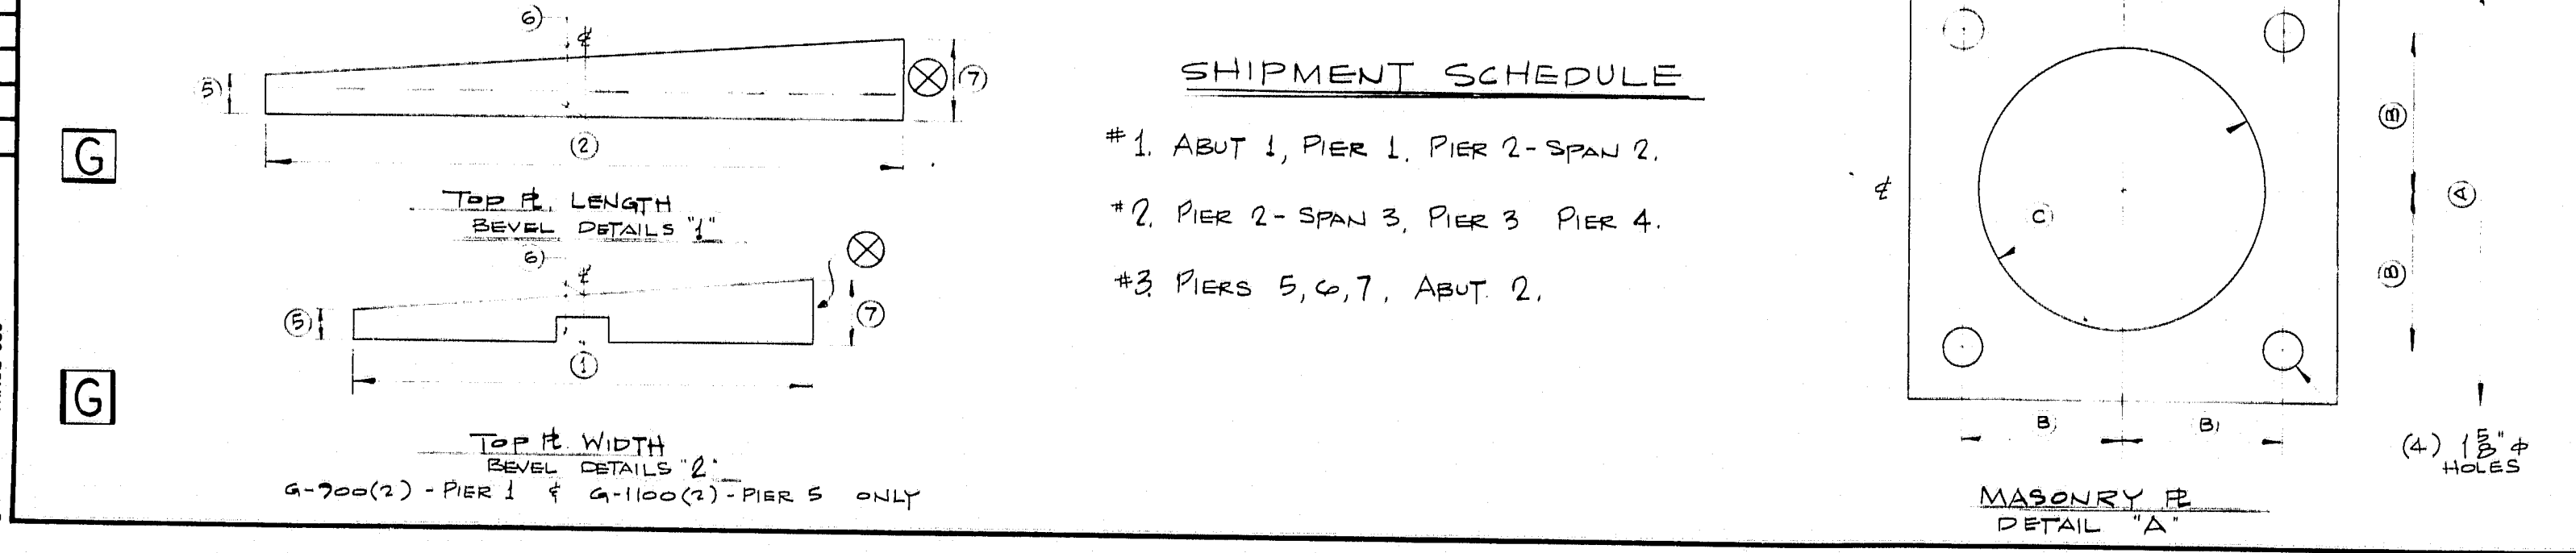 6)
₵
5)
(7)
G
(2)
TOP ⅊. LENGTH
BEVEL DETAILS "1"
6)
₵
(5)
(7)
(1)
G
TOP ⅊. WIDTH
BEVEL DETAILS "2"
G-900(2) - PIER 1 & G-1100(2) - PIER 5 ONLY
SHIPMENT SCHEDULE
#1. ABUT 1, PIER 1. PIER 2 - SPAN 2.
#2. PIER 2 - SPAN 3, PIER 3 PIER 4.
#3. PIERS 5, 6, 7, ABUT. 2.
₵
C)
(B)
(A)
(B)
B)
B)
(4) 1 5/8" ⌀
HOLES
MASONRY ⅊
DETAIL "A"